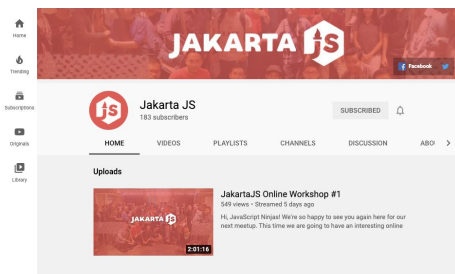 JAKARTA JS
Facebook
Home
Trending
Subscriptions
Originals
Library
JS
Jakarta JS
183 subscribers
SUBSCRIBED
HOME VIDEOS PLAYLISTS CHANNELS DISCUSSION ABO
Uploads
JAKARTA JS
2:01:16
JakartaJS Online Workshop #1
549 views • Streamed 5 days ago
Hi, JavaScript Ninjas! We're so happy to see you again here for our
next meetup. This time we are going to have an interesting online